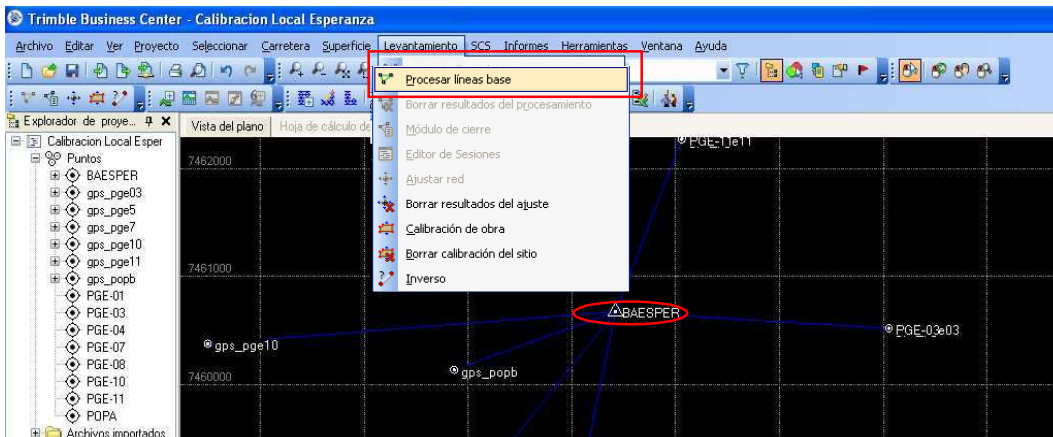 Trimble Business Center - Calibracion Local Esperanza
Archivo Editar Ver Proyecto Seleccionar Carretera Superficie Levantamiento SCS Informes Herramientas Ventana Ayuda
Procesar líneas base
Borrar resultados del procesamiento
Módulo de cierre
Editor de Sesiones
Ajustar red
Borrar resultados del ajuste
Calibración de obra
Borrar calibración del sitio
Inverso
Explorador de proye...
Calibracion Local Esper
Puntos
BAESPER
gps_pge03
gps_pge5
gps_pge7
gps_pge10
gps_pge11
gps_popb
PGE-01
PGE-03
PGE-04
PGE-07
PGE-08
PGE-10
PGE-11
POPA
Archivos importados
Vista del plano Hoja de cálculo de
7462000
7461000
7460000
BAESPER
gps_pge10
gps_popb